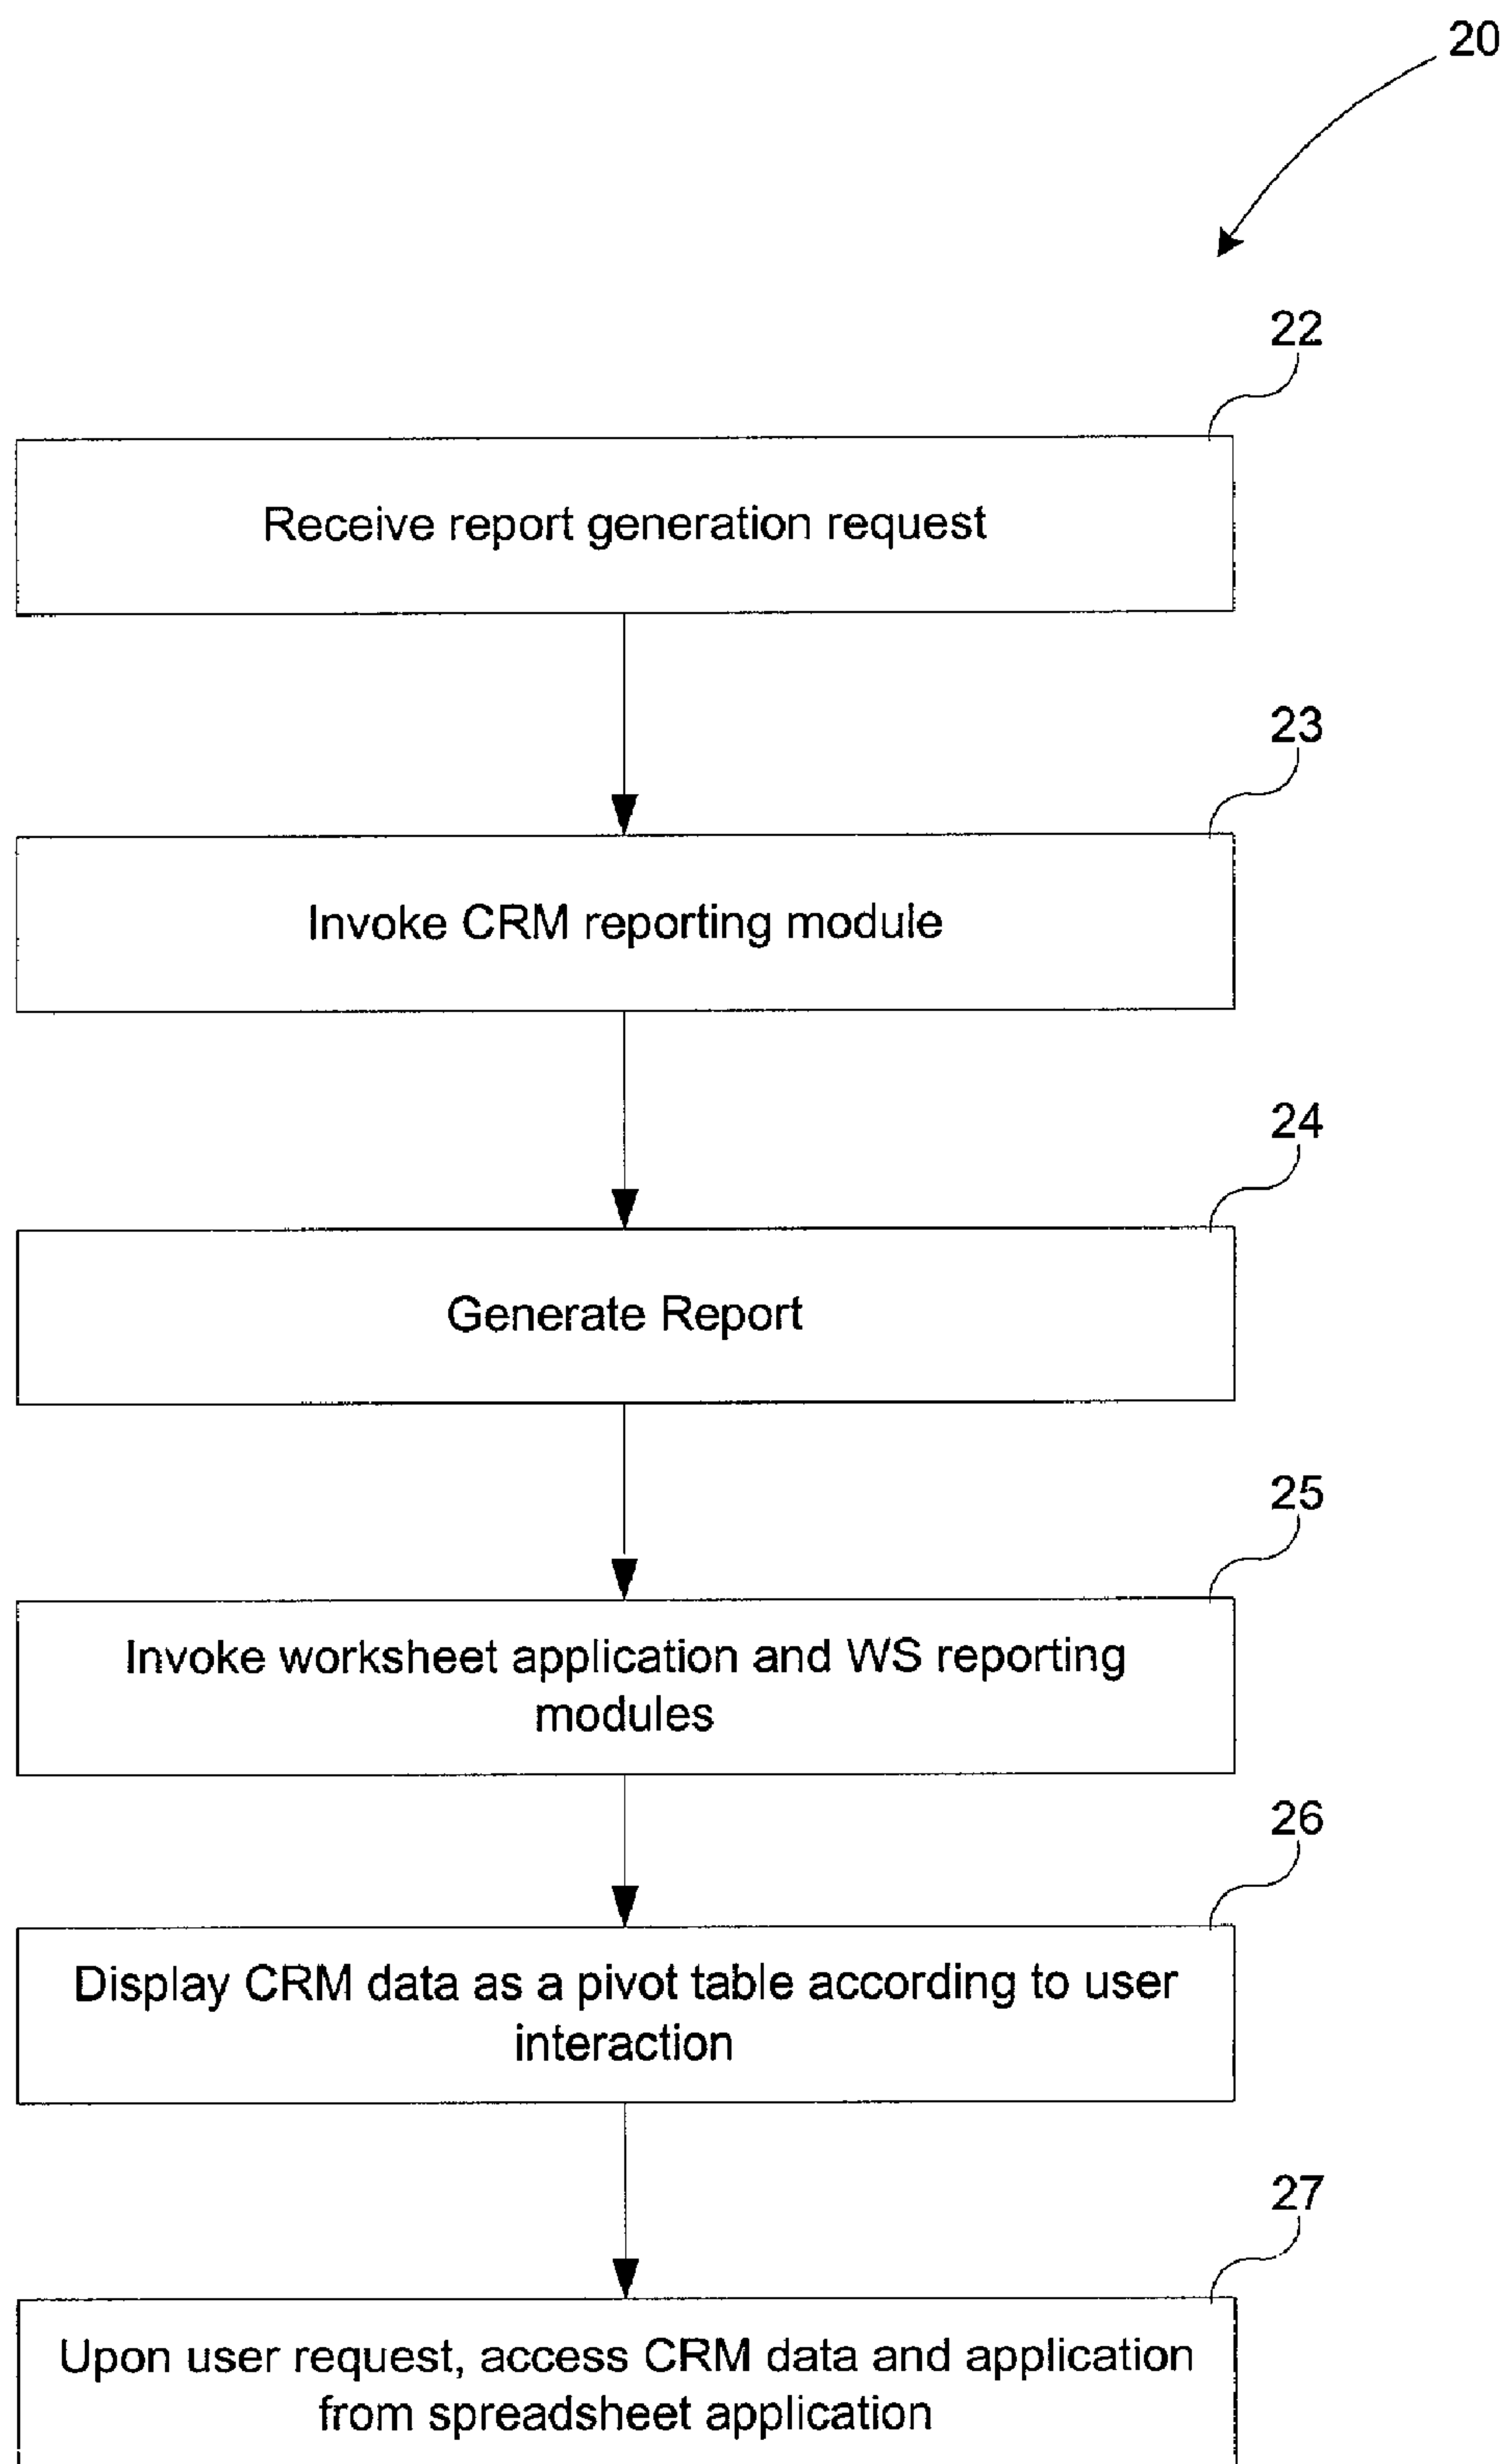 20
22
Receive report generation request
23
Invoke CRM reporting module
24
Generate Report
25
Invoke worksheet application and WS reporting
modules
26
Display CRM data as a pivot table according to user
interaction
27
Upon user request, access CRM data and application
from spreadsheet application